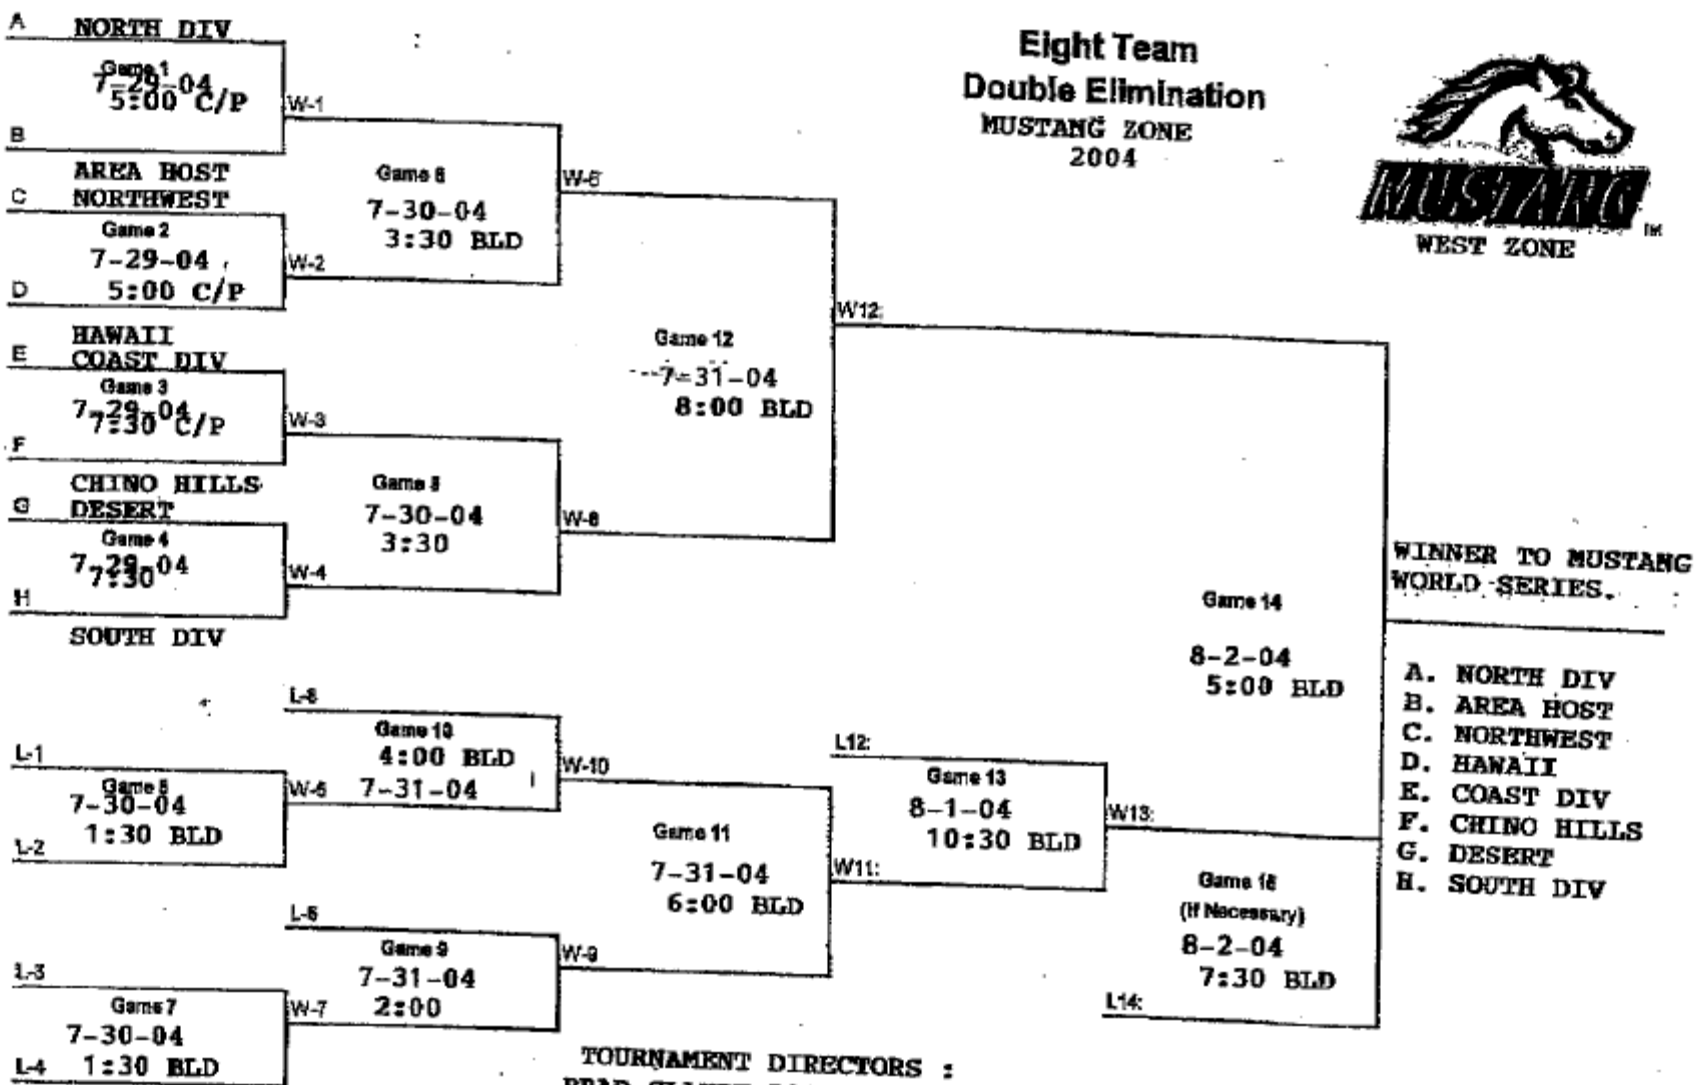 Eight Team
Double Elimination
MUSTANG ZONE
2004
MUSTANG
TM
WEST ZONE
A NORTH DIV
Game 1
7-29-04
5:00 C/P
W-1
B
AREA HOST
C NORTHWEST
Game 2
7-29-04
5:00 C/P
W-2
D
HAWAII
E COAST DIV
Game 3
7-29-04
7:30 C/P
W-3
F
CHINO HILLS
G DESERT
Game 4
7-29-04
7:30
W-4
H
SOUTH DIV
Game 6
7-30-04
3:30 BLD
W-6
Game 8
7-30-04
3:30
W-8
Game 12
7-31-04
8:00 BLD
W12:
Game 14
8-2-04
5:00 BLD
WINNER TO MUSTANG
WORLD SERIES.
A. NORTH DIV
B. AREA HOST
C. NORTHWEST
D. HAWAII
E. COAST DIV
F. CHINO HILLS
G. DESERT
H. SOUTH DIV
L-8
Game 10
4:00 BLD
7-31-04
W-10
L-1
Game 5
7-30-04
1:30 BLD
W-5
L-2
Game 11
7-31-04
6:00 BLD
W11:
L12:
Game 13
8-1-04
10:30 BLD
W13:
Game 15
(If Necessary)
8-2-04
7:30 BLD
L14:
L-6
Game 9
7-31-04
2:00
W-9
L-3
Game 7
7-30-04
1:30 BLD
W-7
L-4
TOURNAMENT DIRECTORS :